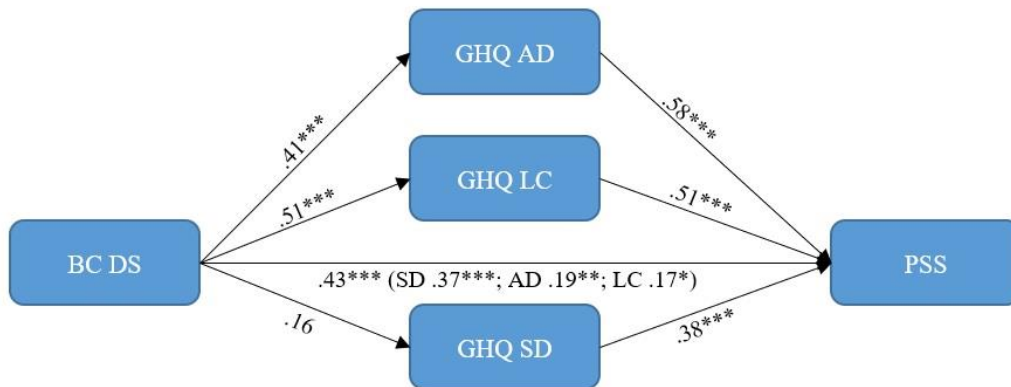 GHQ AD
.41***
.58***
GHQ LC
.51***
.51***
BC DS
PSS
.43*** (SD .37***; AD .19**; LC .17*)
.16
.38***
GHQ SD